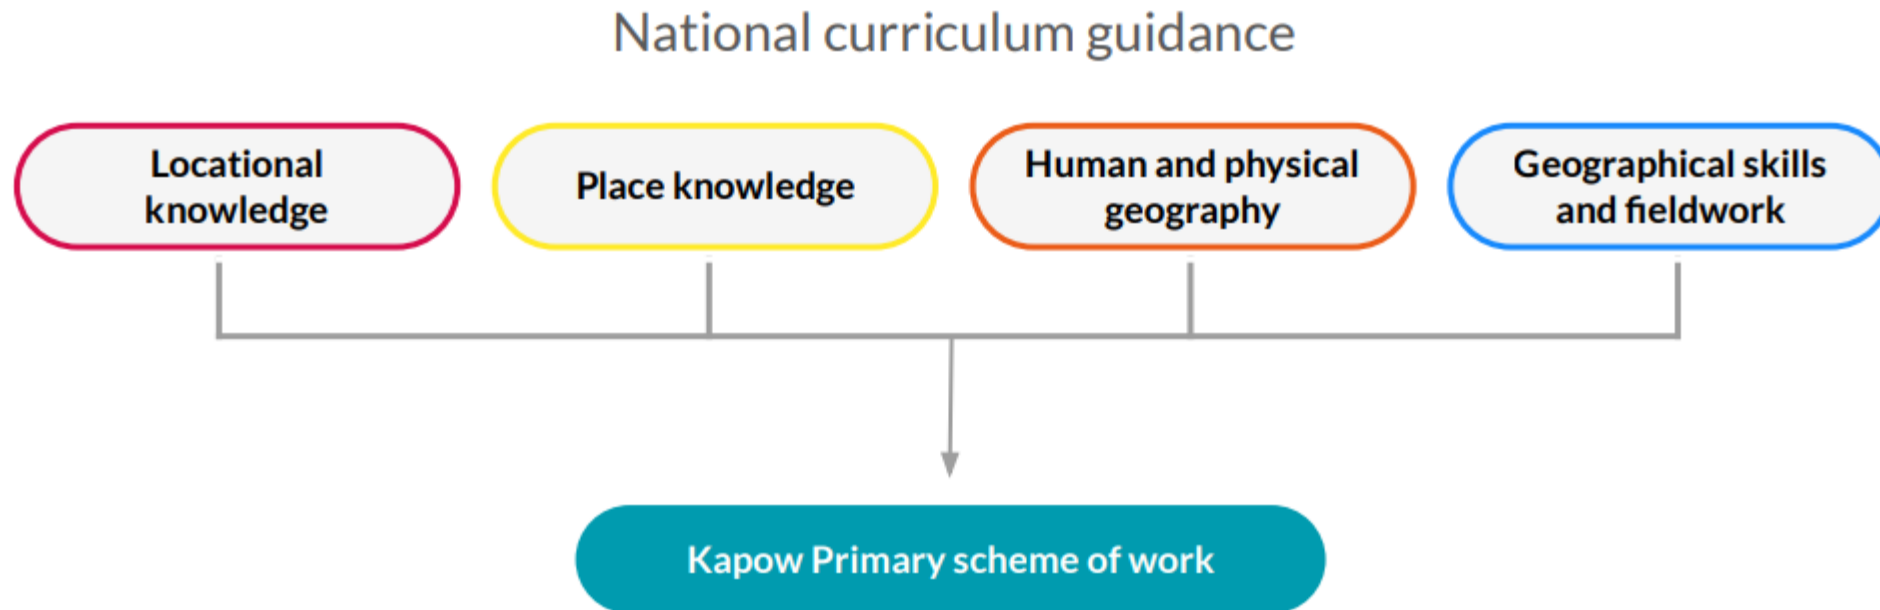 National curriculum guidance
Locational
knowledge
Place knowledge
Human and physical
geography
Geographical skills
and fieldwork
Kapow Primary scheme of work